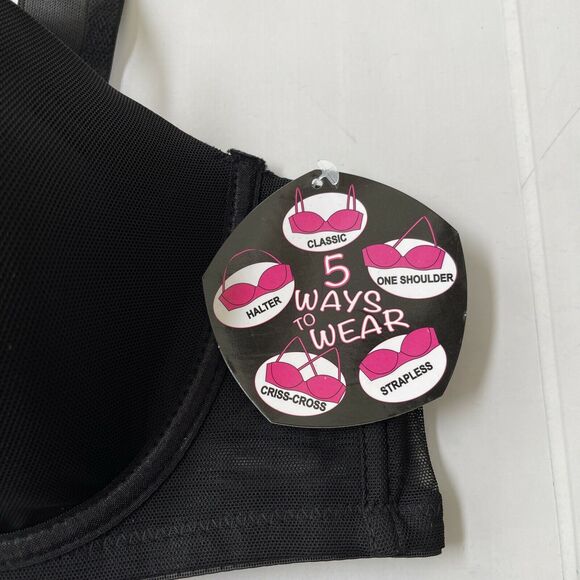 CLASSIC
ONE SHOULDER
HALTER
5
WAYS
TO
WEAR
CRISS-CROSS
STRAPLESS